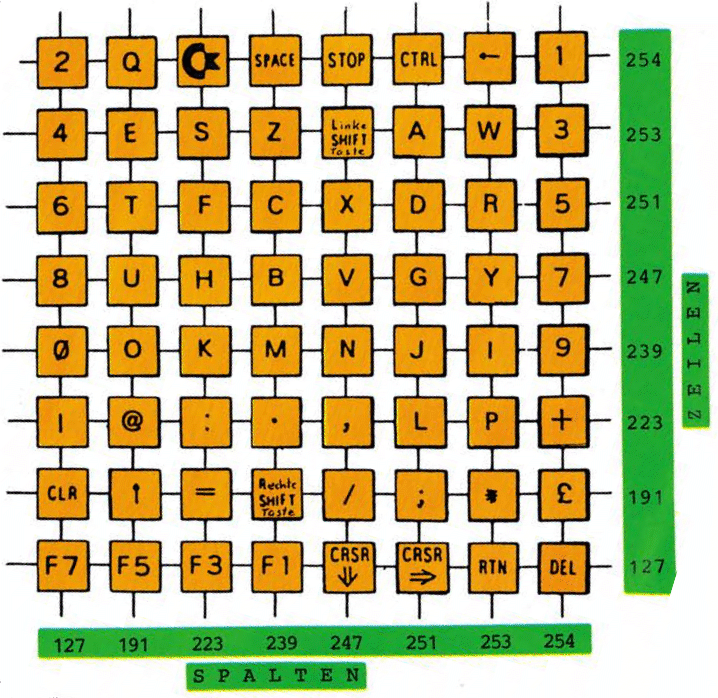 2 Q SPACE STOP CTRL ← 1 254
4 E S Z Linke SHIFT Taste A W 3 253
6 T F C X D R 5 251
8 U H B V G Y 7 247
Ø O K M N J I 9 239
| @ : . , L P + 223
CLR ↑ = Rechte SHIFT Taste / ; * £ 191
F7 F5 F3 F1 CRSR ⇓ CRSR ⇒ RTN DEL 127
ZEILEN
127 191 223 239 247 251 253 254
SPALTEN